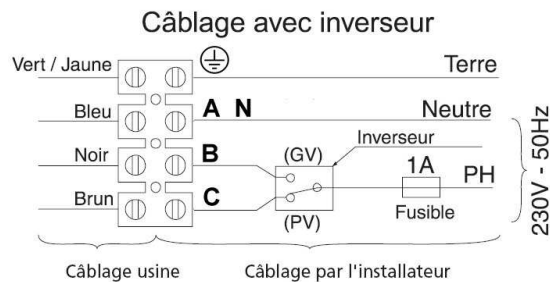 Câblage avec inverseur
Vert / Jaune Terre
Bleu A N Neutre
Inverseur
Noir B (GV) 1A PH
Brun C (PV) Fusible
230V - 50Hz
Câblage usine Câblage par l'installateur